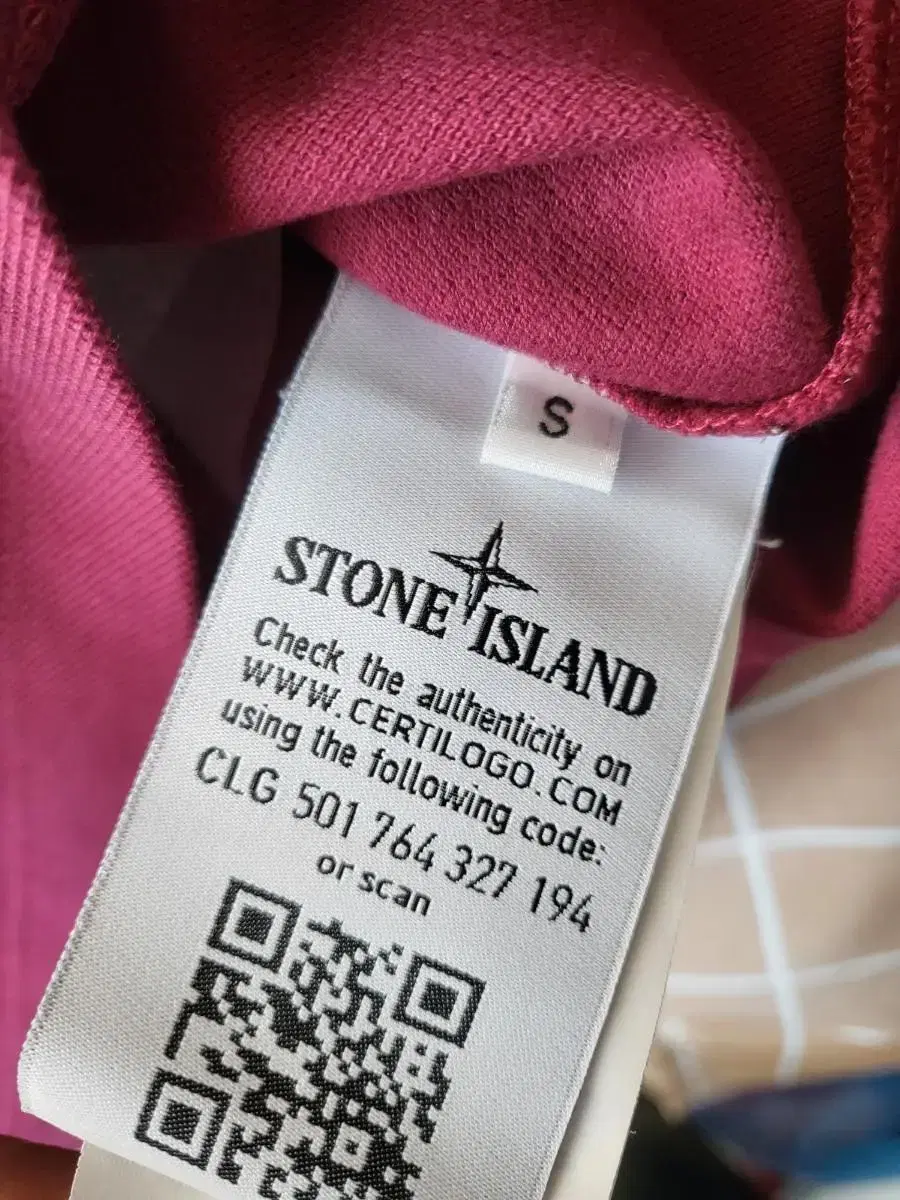 S
STONE ISLAND
Check the authenticity on
WWW.CERTILOGO.COM
using the following code:
CLG 501 764 327 194
or scan